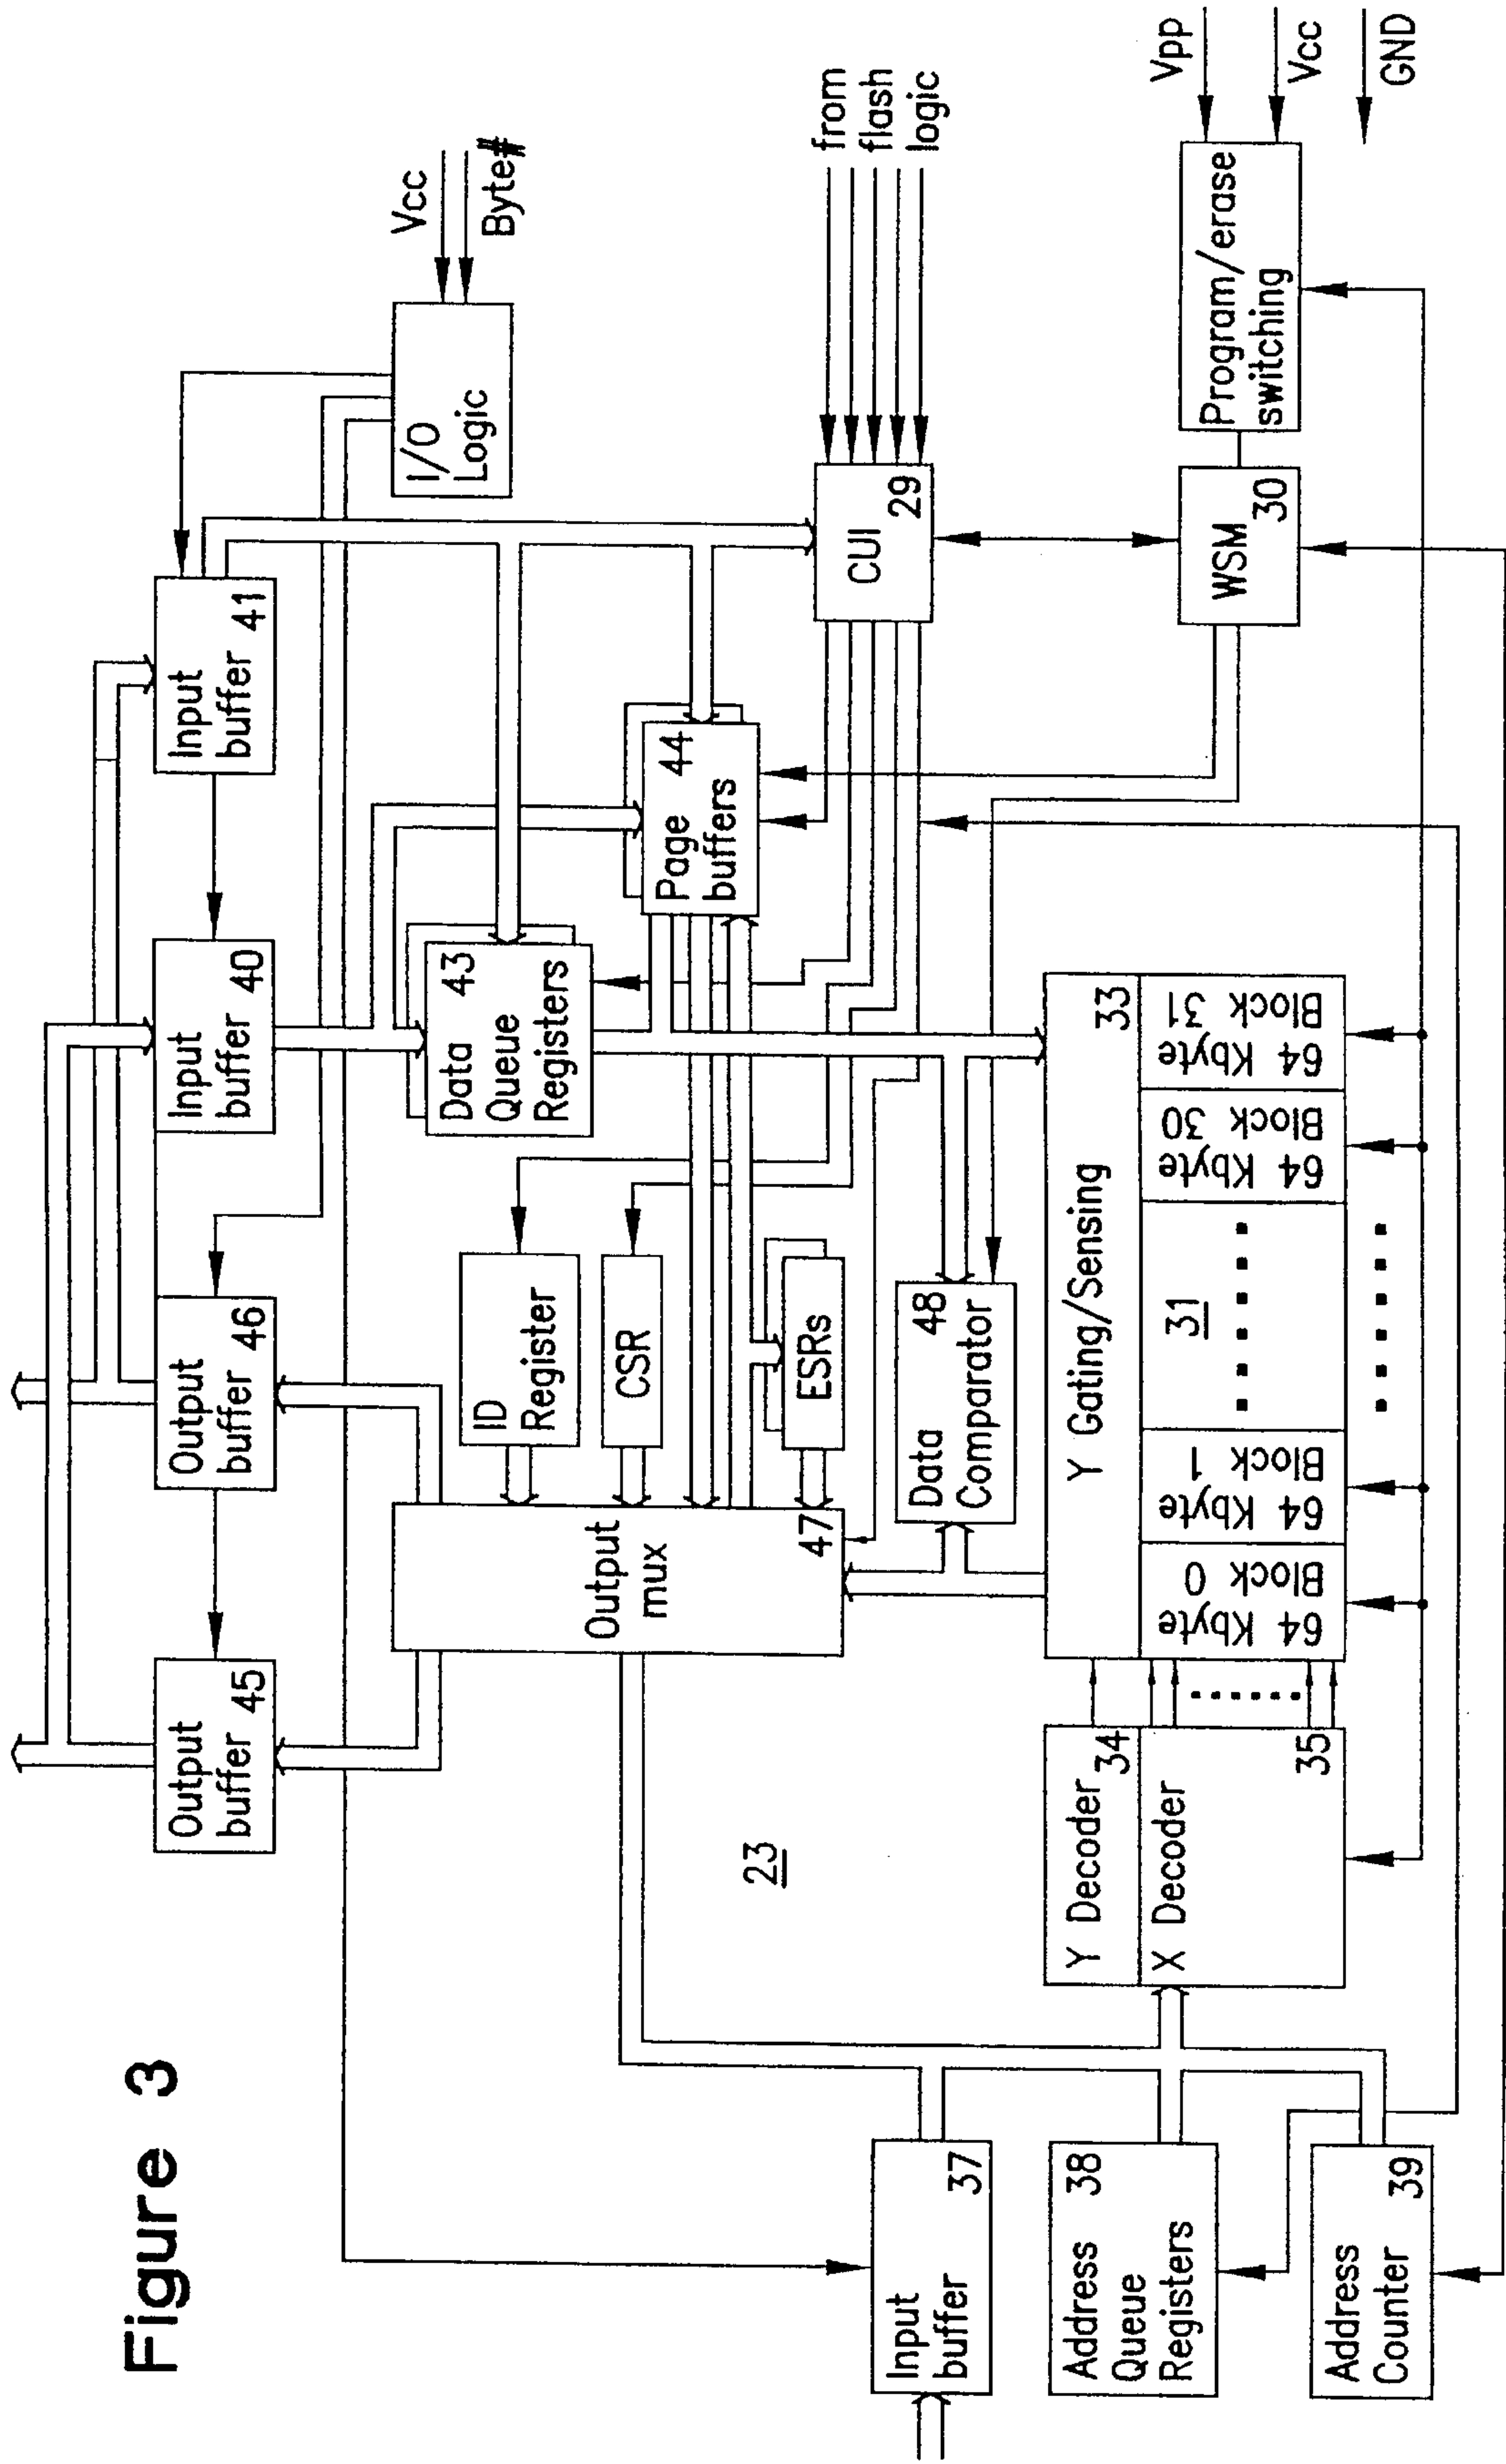 Figure 3
Output
buffer 45
Output
buffer 46
Input
buffer 40
Input
buffer 41
I/O
Logic
Vcc
Byte#
Output
mux
47
ID
Register
CSR
ESRs
Data 43
Queue
Registers
Page 44
buffers
CUI
29
from
flash
logic
23
Data 48
Comparator
Input
buffer 37
Address 38
Queue
Registers
Address
Counter 39
Y Decoder 34
X Decoder
35
Y Gating/Sensing 33
64 Kbyte
Block 0
64 Kbyte
Block 1
31
64 Kbyte
Block 30
64 Kbyte
Block 31
WSM
30
Program/erase
switching
Vpp
Vcc
GND